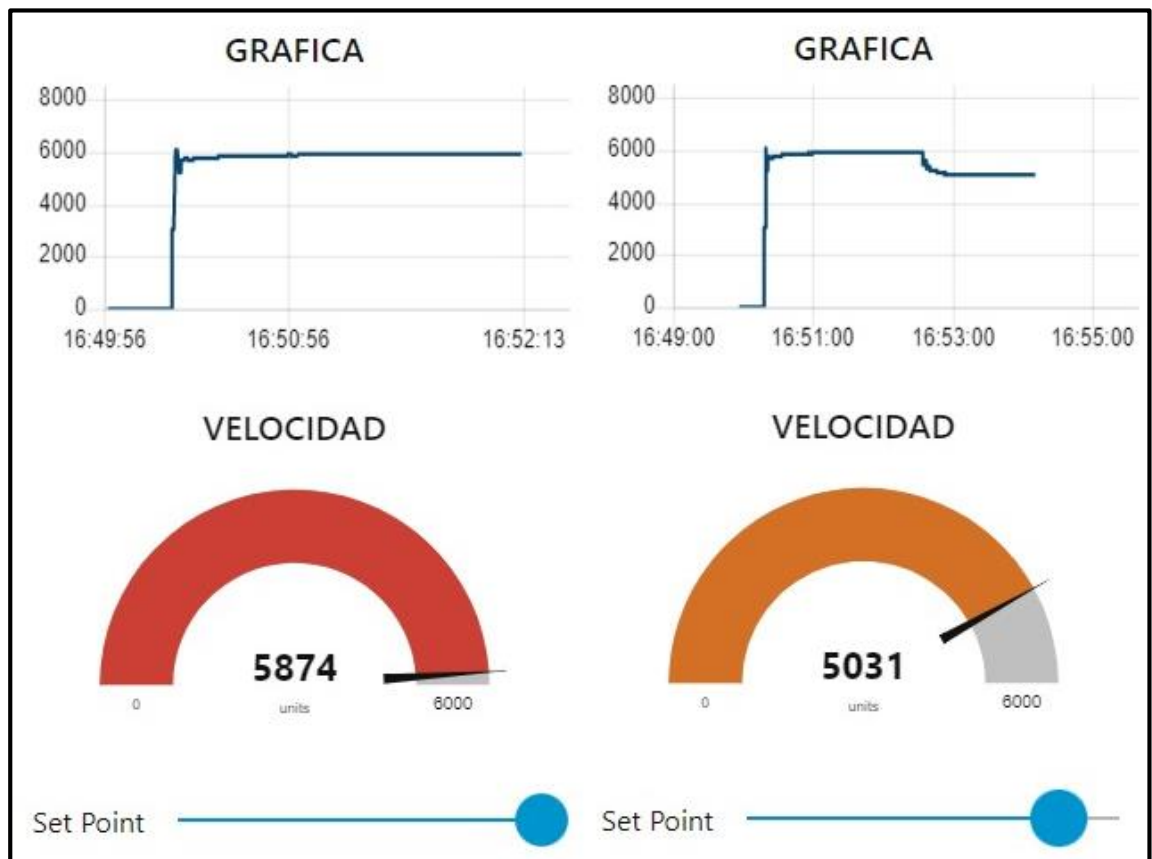 GRAFICA
8000
6000
4000
2000
0
16:49:56 16:50:56 16:52:13
VELOCIDAD
5874
0 units 6000
Set Point
GRAFICA
8000
6000
4000
2000
0
16:49:00 16:51:00 16:53:00 16:55:00
VELOCIDAD
5031
0 units 6000
Set Point